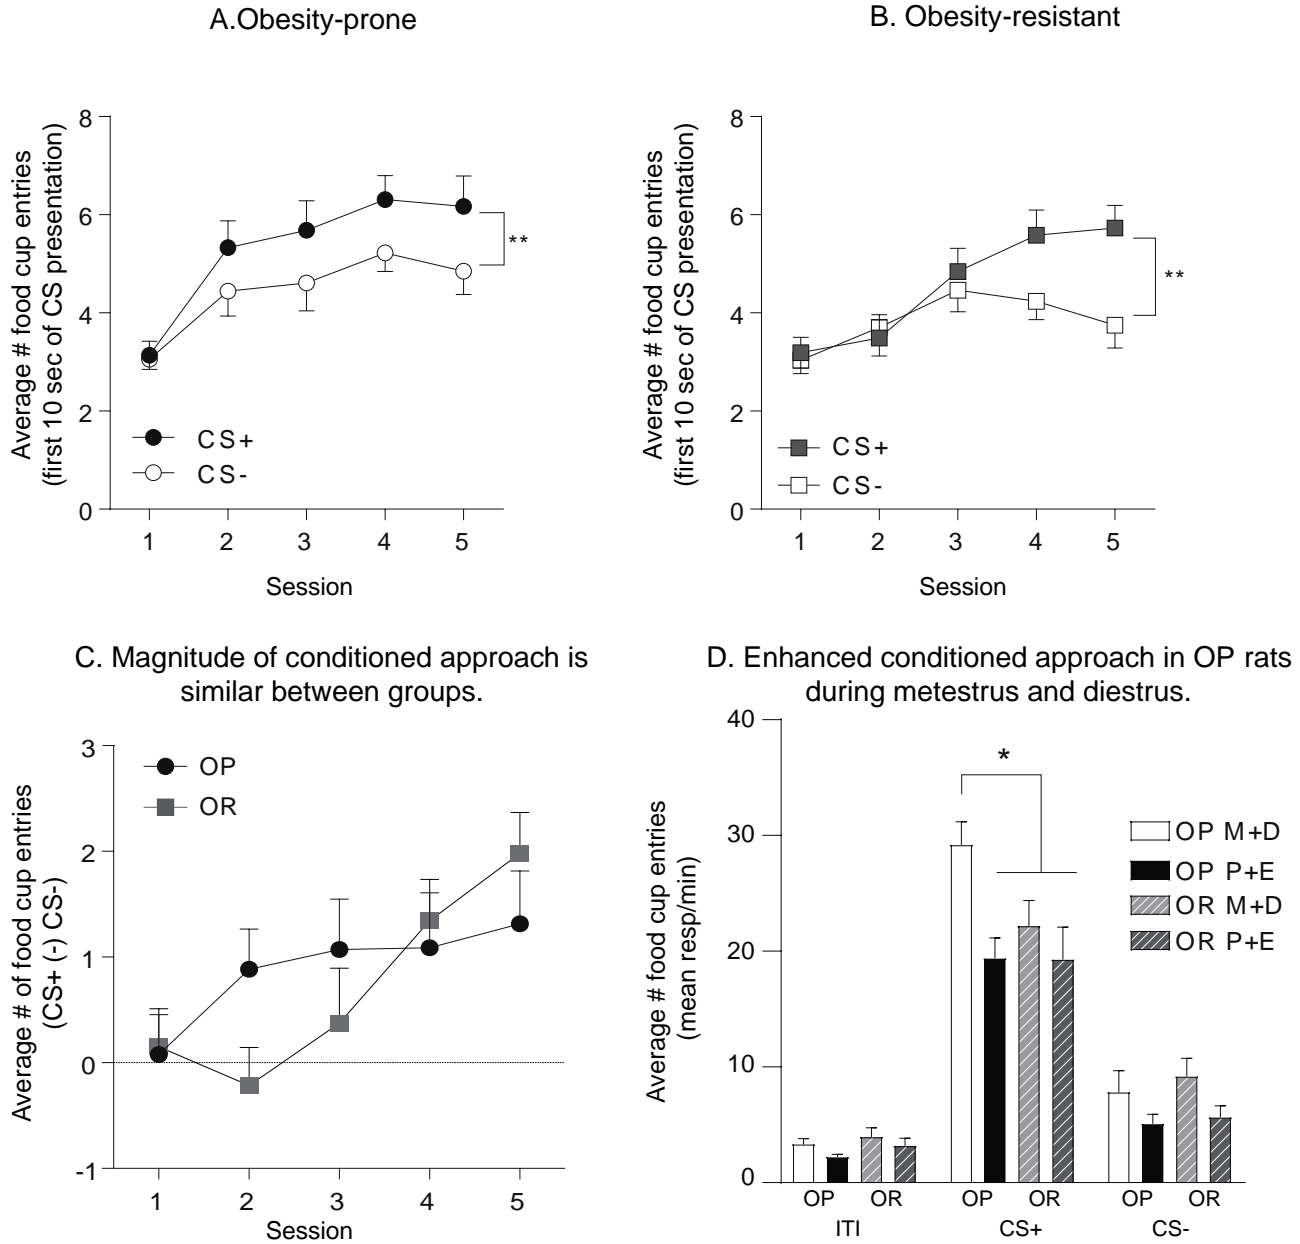 A.Obesity-prone
Average # food cup entries
(first 10 sec of CS presentation)
8
6
4
2
0
**
CS+
CS-
1 2 3 4 5
Session
B. Obesity-resistant
Average # food cup entries
(first 10 sec of CS presentation)
8
6
4
2
0
**
CS+
CS-
1 2 3 4 5
Session
C. Magnitude of conditioned approach is
similar between groups.
Average # of food cup entries
(CS+ (-) CS-)
3
2
1
0
-1
OP
OR
1 2 3 4 5
Session
D. Enhanced conditioned approach in OP rats
during metestrus and diestrus.
Average # food cup entries
(mean resp/min)
40
30
20
10
0
*
OP M+D
OP P+E
OR M+D
OR P+E
OP OR OP OR OP OR
ITI CS+ CS-